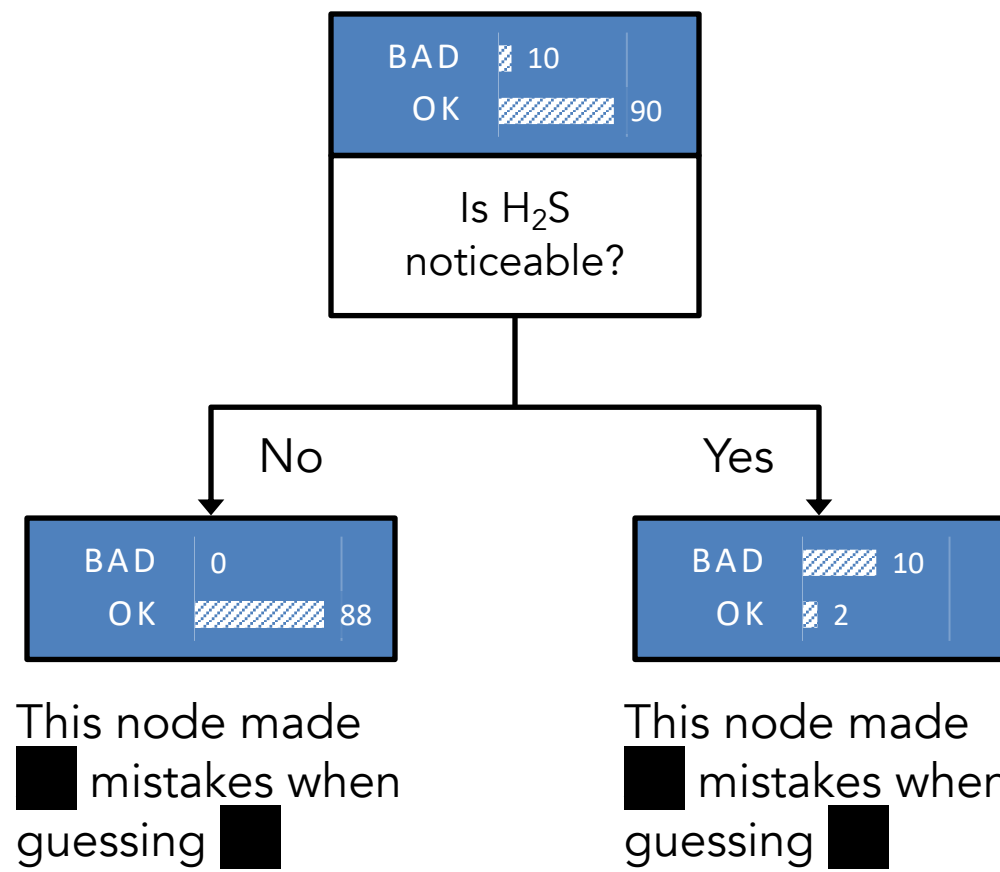 BAD 10
OK 90
Is H₂S
noticeable?
No
Yes
BAD 0
OK 88
BAD 10
OK 2
This node made
mistakes when
guessing
This node made
mistakes when
guessing